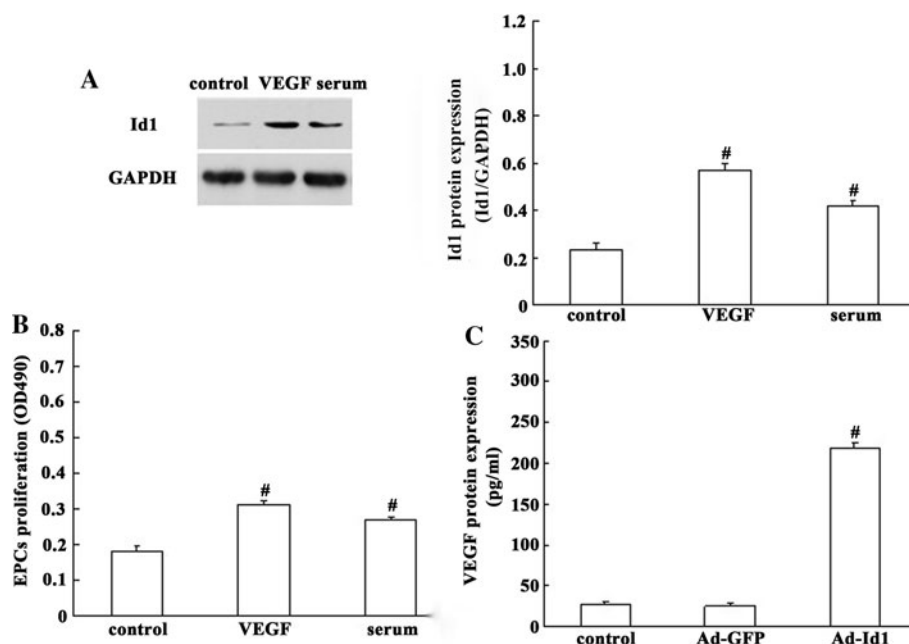 A
control VEGF serum
Id1
GAPDH
Id1 protein expression
(Id1/GAPDH)
1.2
1.0
0.8
0.6
0.4
0.2
0
#
#
control VEGF serum
B
EPCs proliferation (OD490)
0.8
0.7
0.6
0.5
0.4
0.3
0.2
0.1
0
#
#
control VEGF serum
C
VEGF protein expression
(pg/ml)
350
300
250
200
150
100
50
0
#
control Ad-GFP Ad-Id1